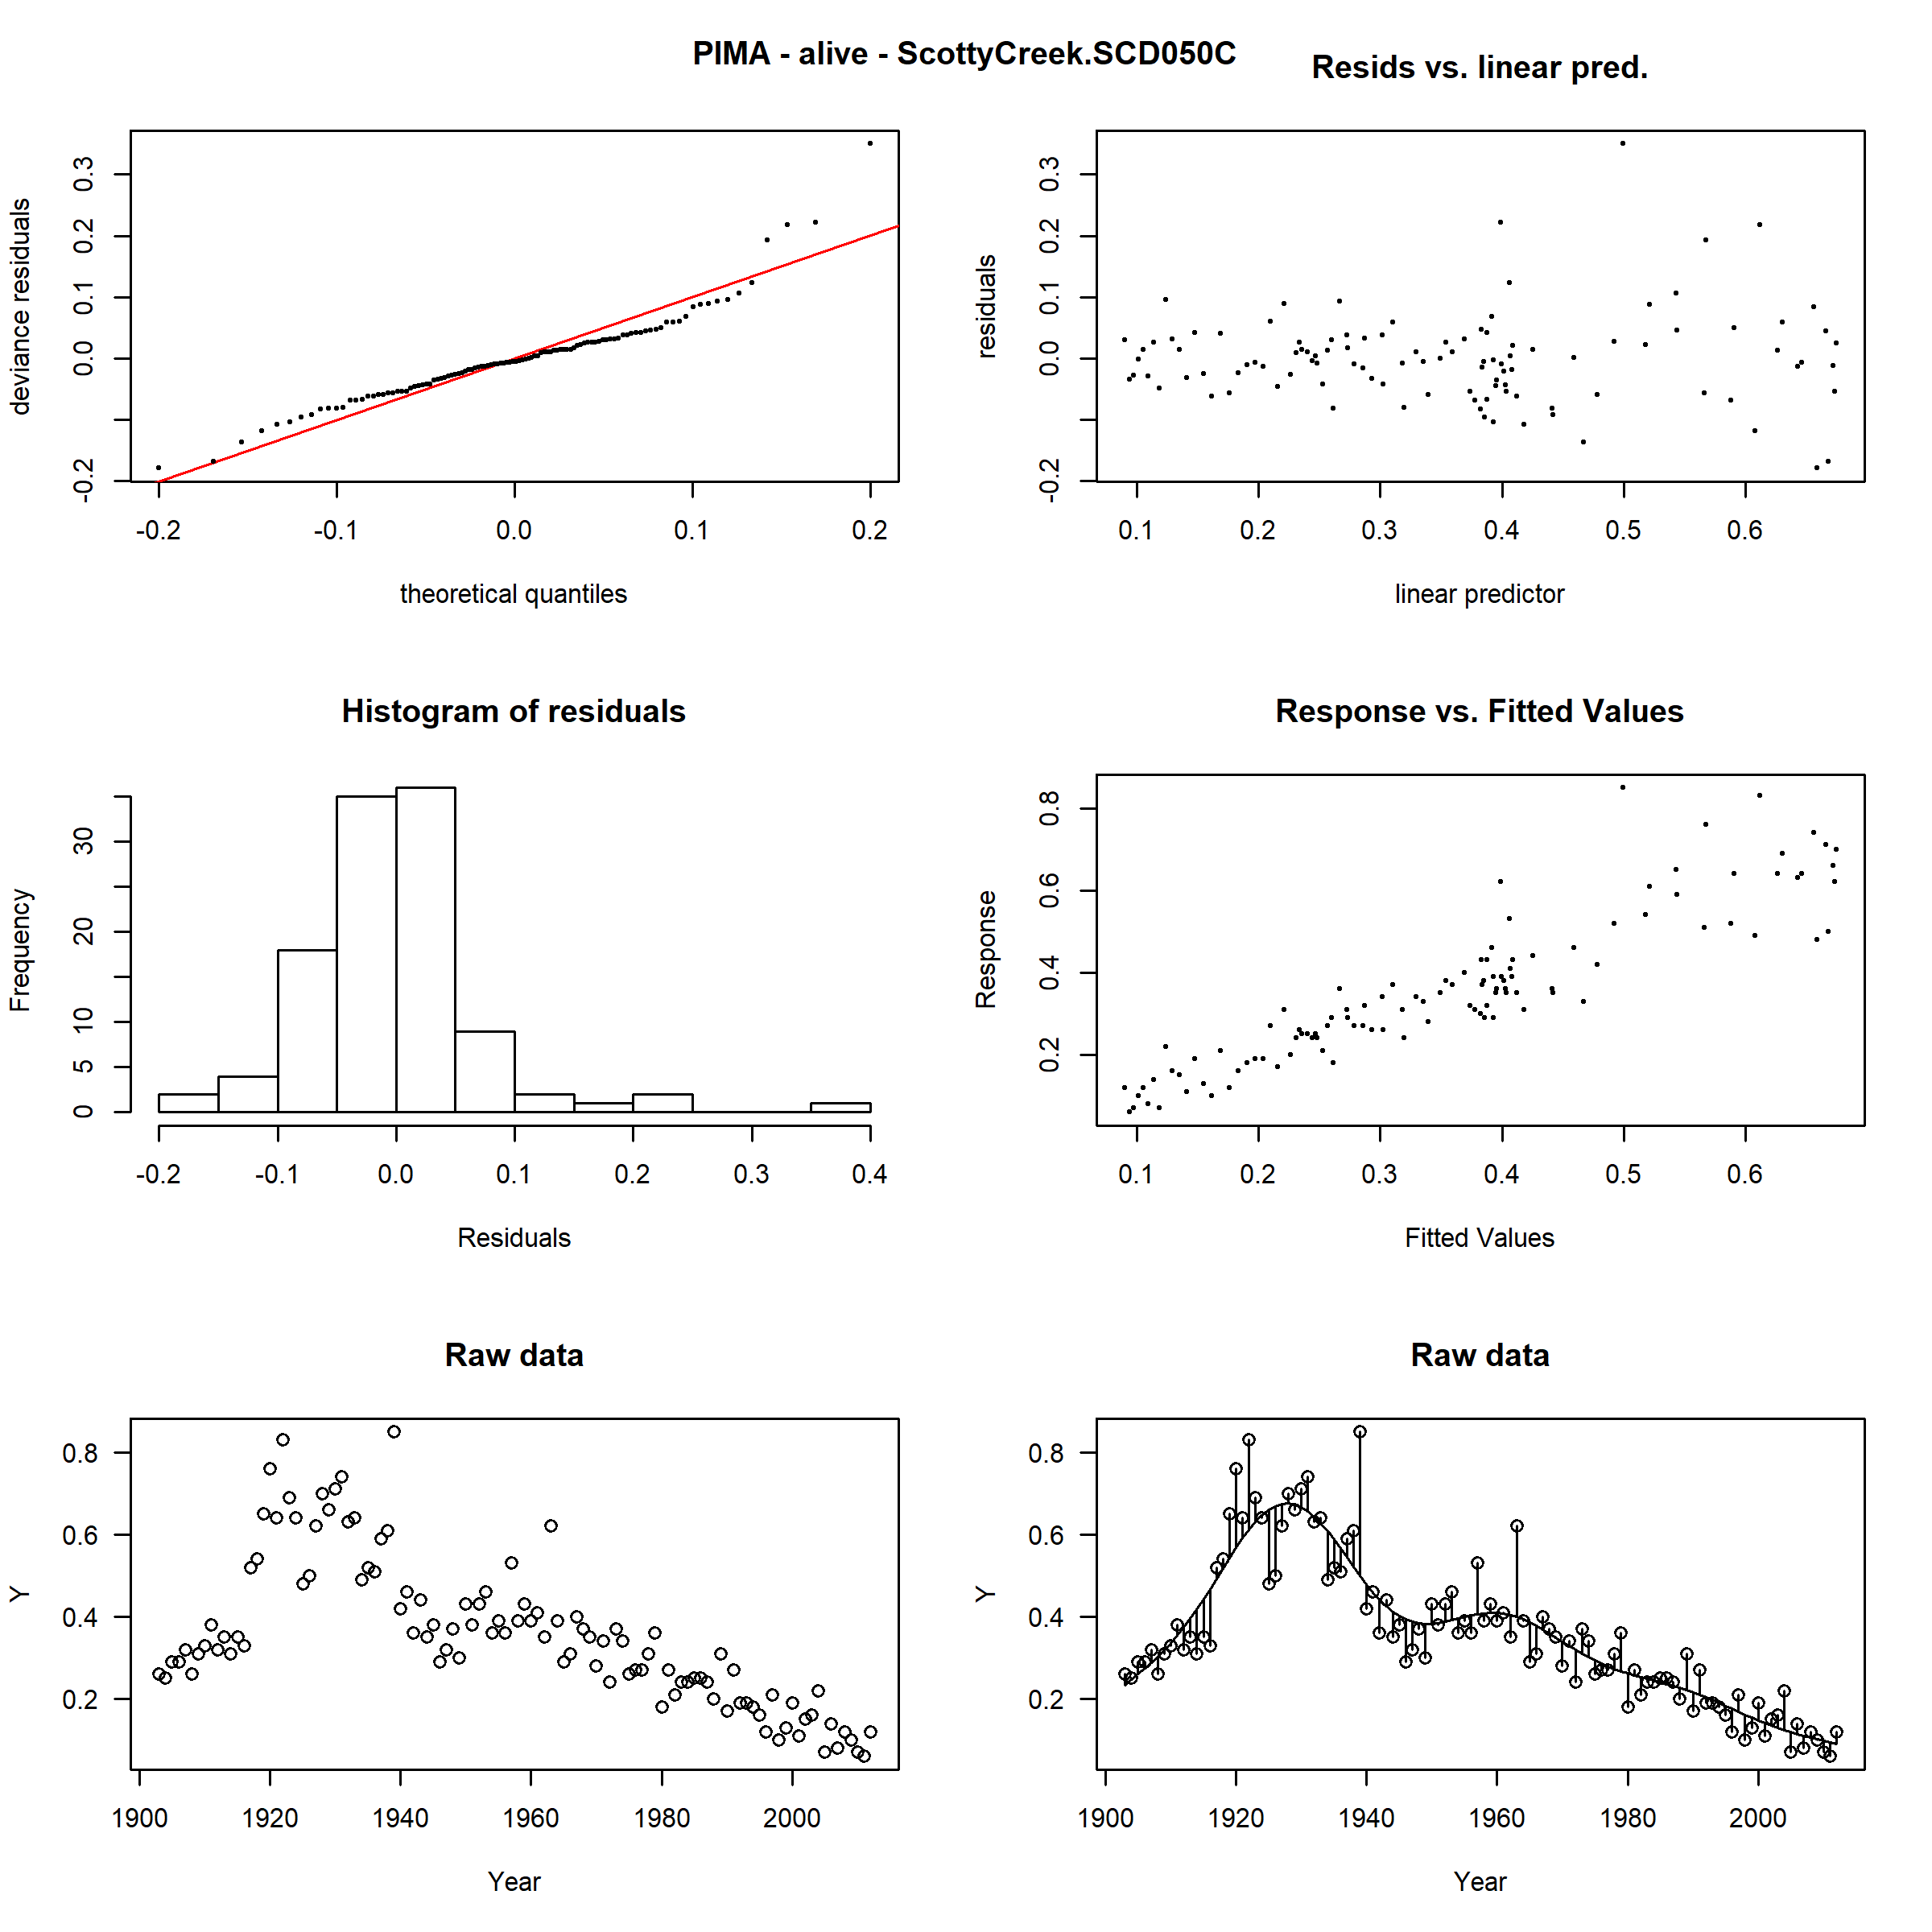 PIMA - alive - ScottyCreek.SCD050C
Resids vs. linear pred.
deviance residuals
-0.2 0.0 0.1 0.2 0.3
-0.2 -0.1 0.0 0.1 0.2
theoretical quantiles
residuals
-0.2 0.0 0.1 0.2 0.3
0.1 0.2 0.3 0.4 0.5 0.6
linear predictor
Histogram of residuals
Frequency
0 5 10 20 30
-0.2 -0.1 0.0 0.1 0.2 0.3 0.4
Residuals
Response vs. Fitted Values
Response
0.2 0.4 0.6 0.8
0.1 0.2 0.3 0.4 0.5 0.6
Fitted Values
Raw data
Y
0.8
0.6
0.4
0.2
1900 1920 1940 1960 1980 2000
Year
Raw data
Y
0.8
0.6
0.4
0.2
1900 1920 1940 1960 1980 2000
Year